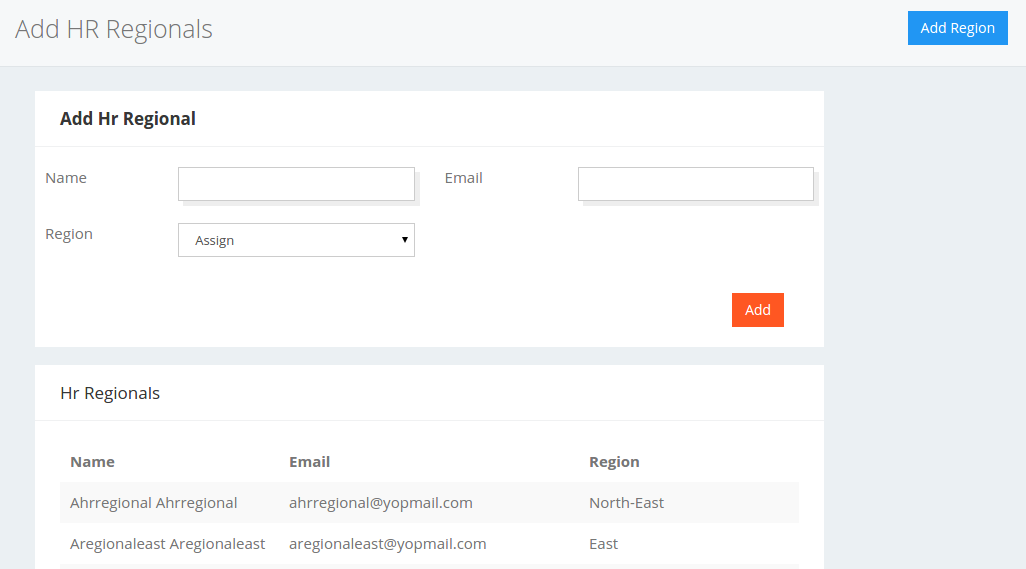 Add HR Regionals
Add Region
Add Hr Regional
Name
Email
Region
Assign
Add
Hr Regionals
Name Email Region
Ahrregional Ahrregional ahrregional@yopmail.com North-East
Aregionaleast Aregionaleast aregionaleast@yopmail.com East